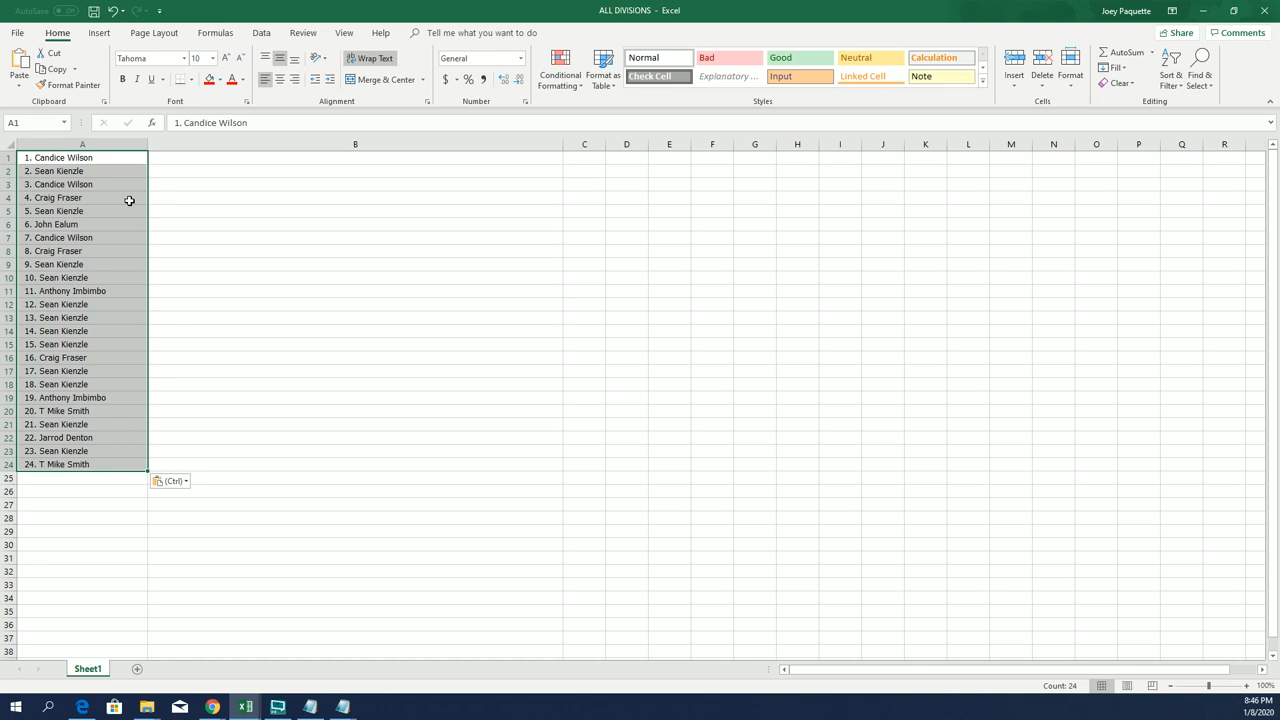 AutoSave Off
ALL DIVISIONS - Excel
Joey Paquette
File Home Insert Page Layout Formulas Data Review View Help Tell me what you want to do
Share Comments
Paste
Cut
Copy
Format Painter
Clipboard
Tahoma 10
B I U A A
Font
ab Wrap Text
Merge & Center
Alignment
General
$ % ,
Number
Conditional Formatting
Format as Table
Normal Bad Good Neutral Calculation
Check Cell Explanatory ... Input Linked Cell Note
Styles
Insert Delete Format
Cells
AutoSum
Fill
Clear
Sort & Filter
Find & Select
Editing
A1 fx 1. Candice Wilson
A B C D E F G H I J K L M N O P Q R
1 1. Candice Wilson
2 2. Sean Kienzle
3 3. Candice Wilson
4 4. Craig Fraser
5 5. Sean Kienzle
6 6. John Ealum
7 7. Candice Wilson
8 8. Craig Fraser
9 9. Sean Kienzle
10 10. Sean Kienzle
11 11. Anthony Imbimbo
12 12. Sean Kienzle
13 13. Sean Kienzle
14 14. Sean Kienzle
15 15. Sean Kienzle
16 16. Craig Fraser
17 17. Sean Kienzle
18 18. Sean Kienzle
19 19. Anthony Imbimbo
20 20. T Mike Smith
21 21. Sean Kienzle
22 22. Jarrod Denton
23 23. Sean Kienzle
24 24. T Mike Smith
25 (Ctrl)
26
27
28
29
30
31
32
33
34
35
36
37
38
Sheet1
Count: 24 100%
8:46 PM
1/8/2020